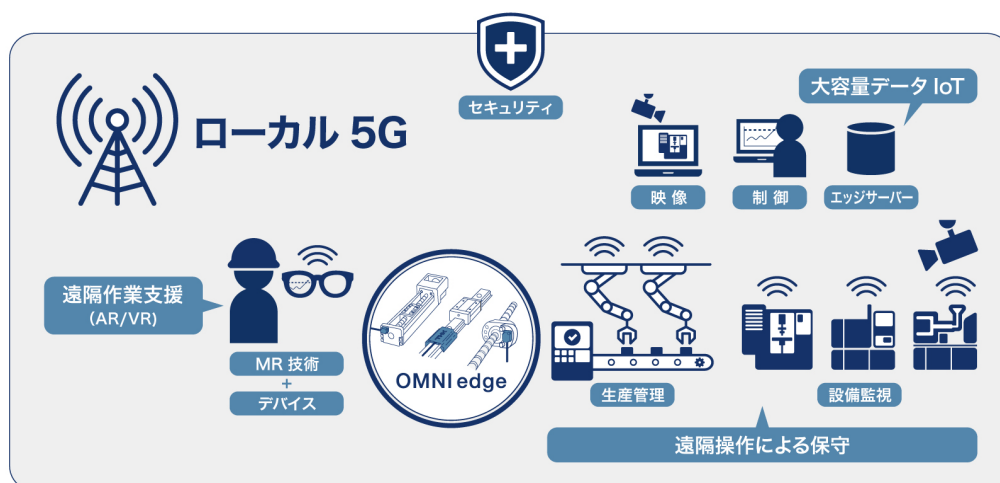 セキュリティ
ローカル 5G
大容量データ IoT
映像
制御
エッジサーバー
遠隔作業支援
(AR/VR)
MR 技術
+
デバイス
OMNI edge
生産管理
設備監視
遠隔操作による保守